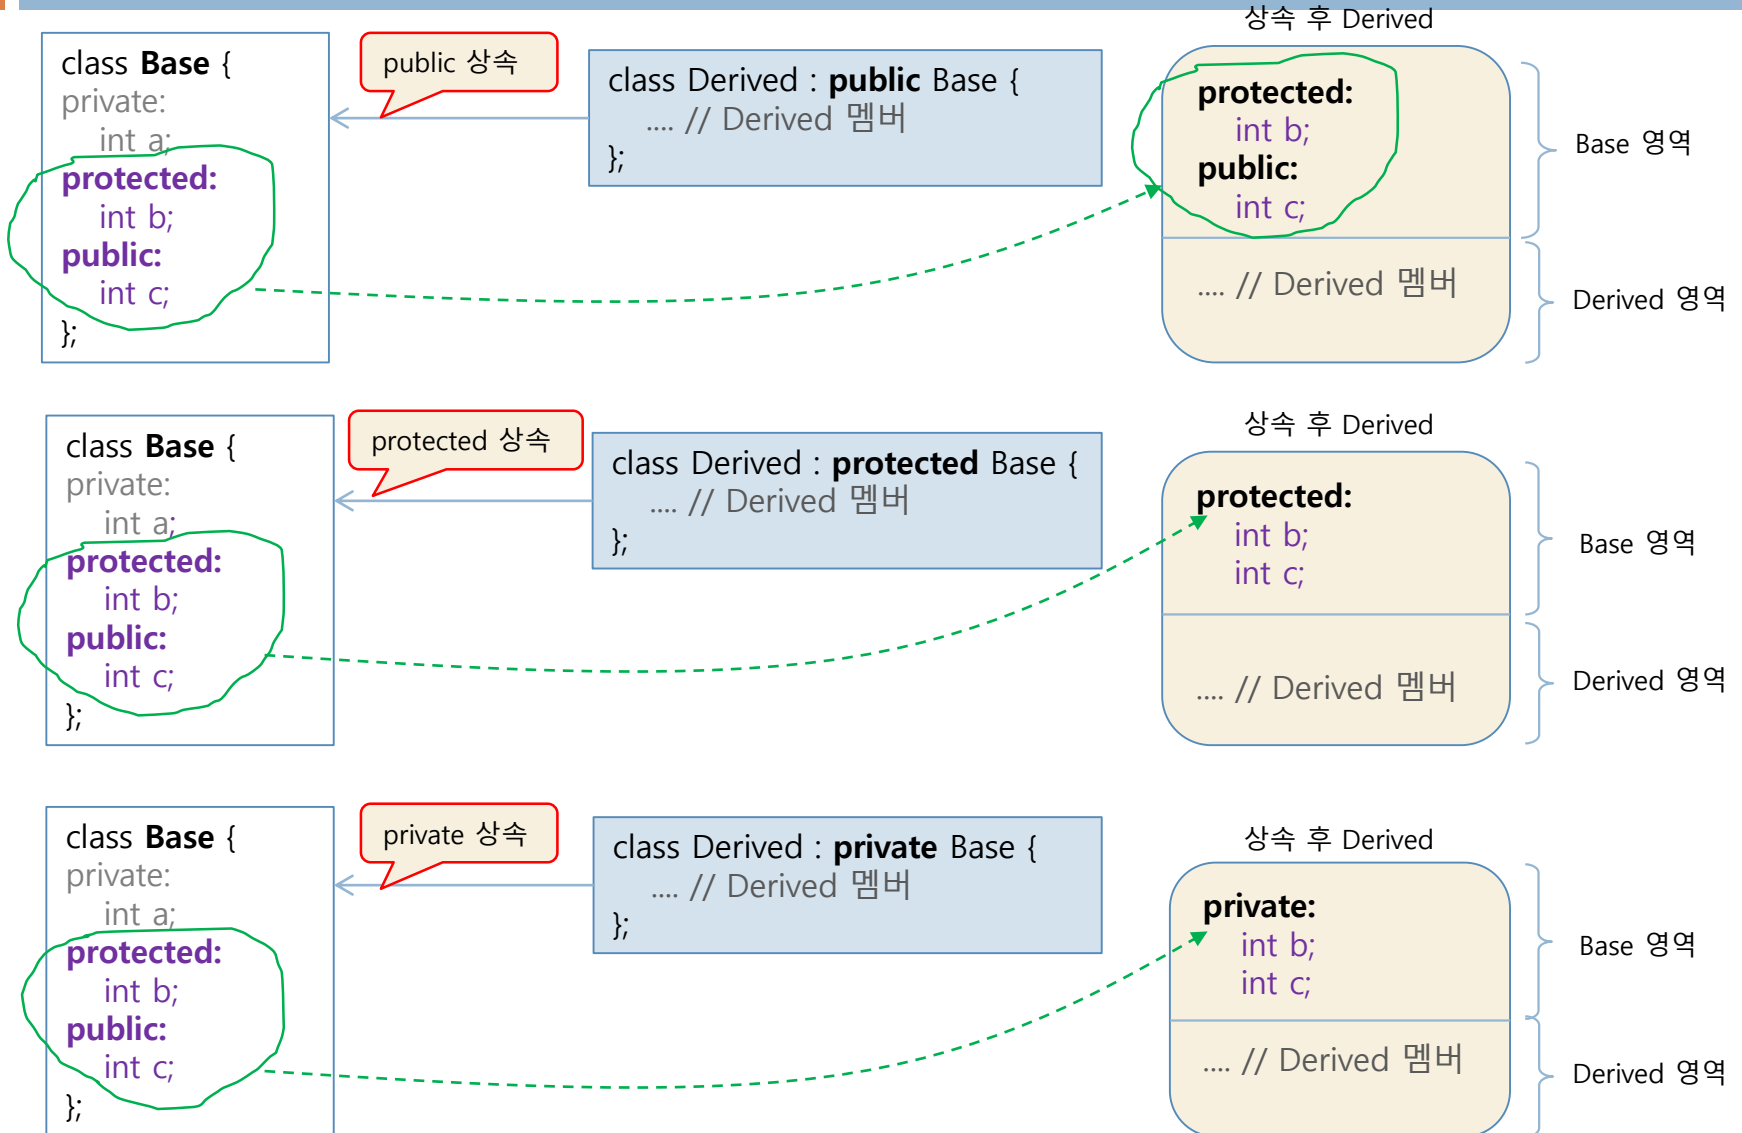 class Base {
private:
int a;
protected:
int b;
public:
int c;
};
public 상속
class Derived : public Base {
.... // Derived 멤버
};
상속 후 Derived
protected:
int b;
public:
int c;
.... // Derived 멤버
Base 영역
Derived 영역
class Base {
private:
int a;
protected:
int b;
public:
int c;
};
protected 상속
class Derived : protected Base {
.... // Derived 멤버
};
상속 후 Derived
protected:
int b;
int c;
.... // Derived 멤버
Base 영역
Derived 영역
class Base {
private:
int a;
protected:
int b;
public:
int c;
};
private 상속
class Derived : private Base {
.... // Derived 멤버
};
상속 후 Derived
private:
int b;
int c;
.... // Derived 멤버
Base 영역
Derived 영역